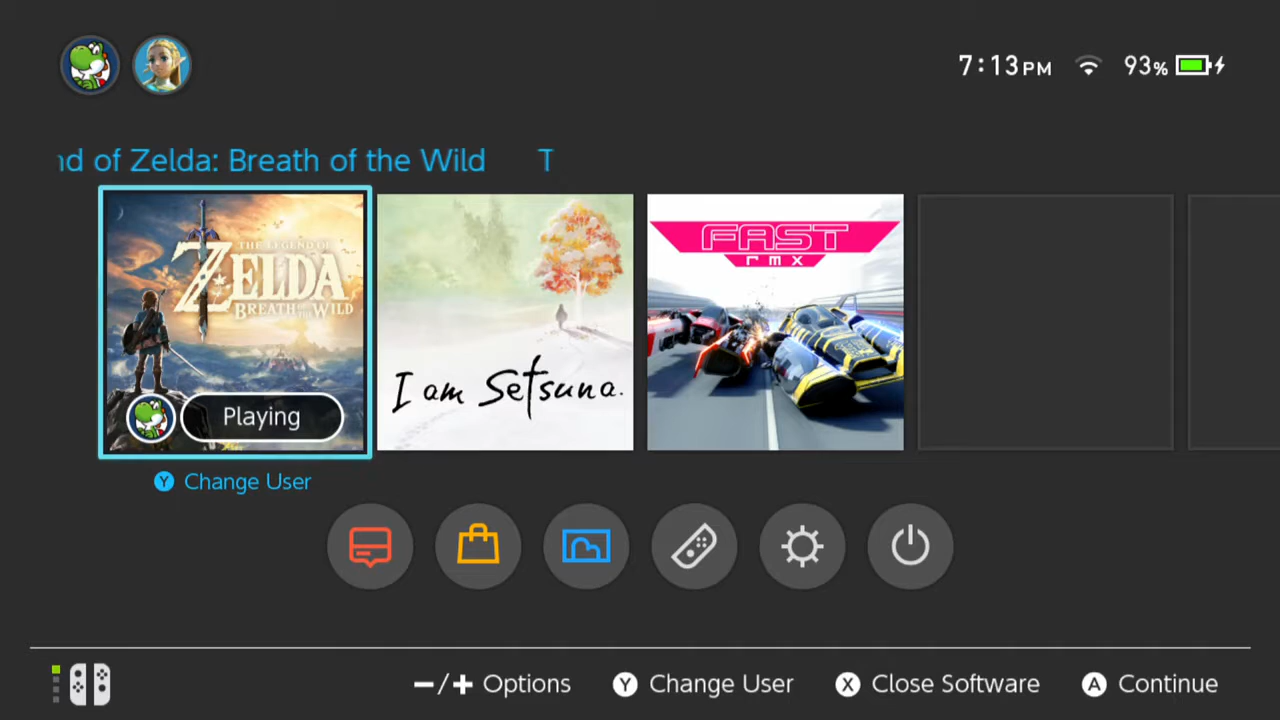 7:13PM 93%
nd of Zelda: Breath of the Wild T
THE LEGEND OF
ZELDA
BREATH OF THE WILD
Playing
I am Setsuna.
FAST
rmx
Y Change User
−/+ Options Y Change User X Close Software A Continue